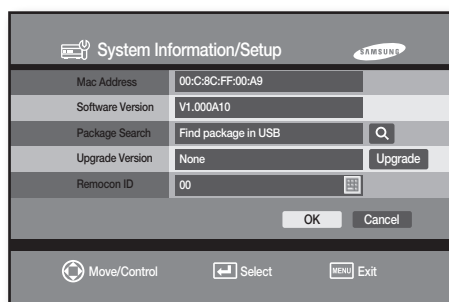 System Information/Setup SAMSUNG
Mac Address 00:C:8C:FF:00:A9
Software Version V1.000A10
Package Search Find package in USB
Upgrade Version None Upgrade
Remocon ID 00
OK Cancel
Move/Control Select MENU Exit